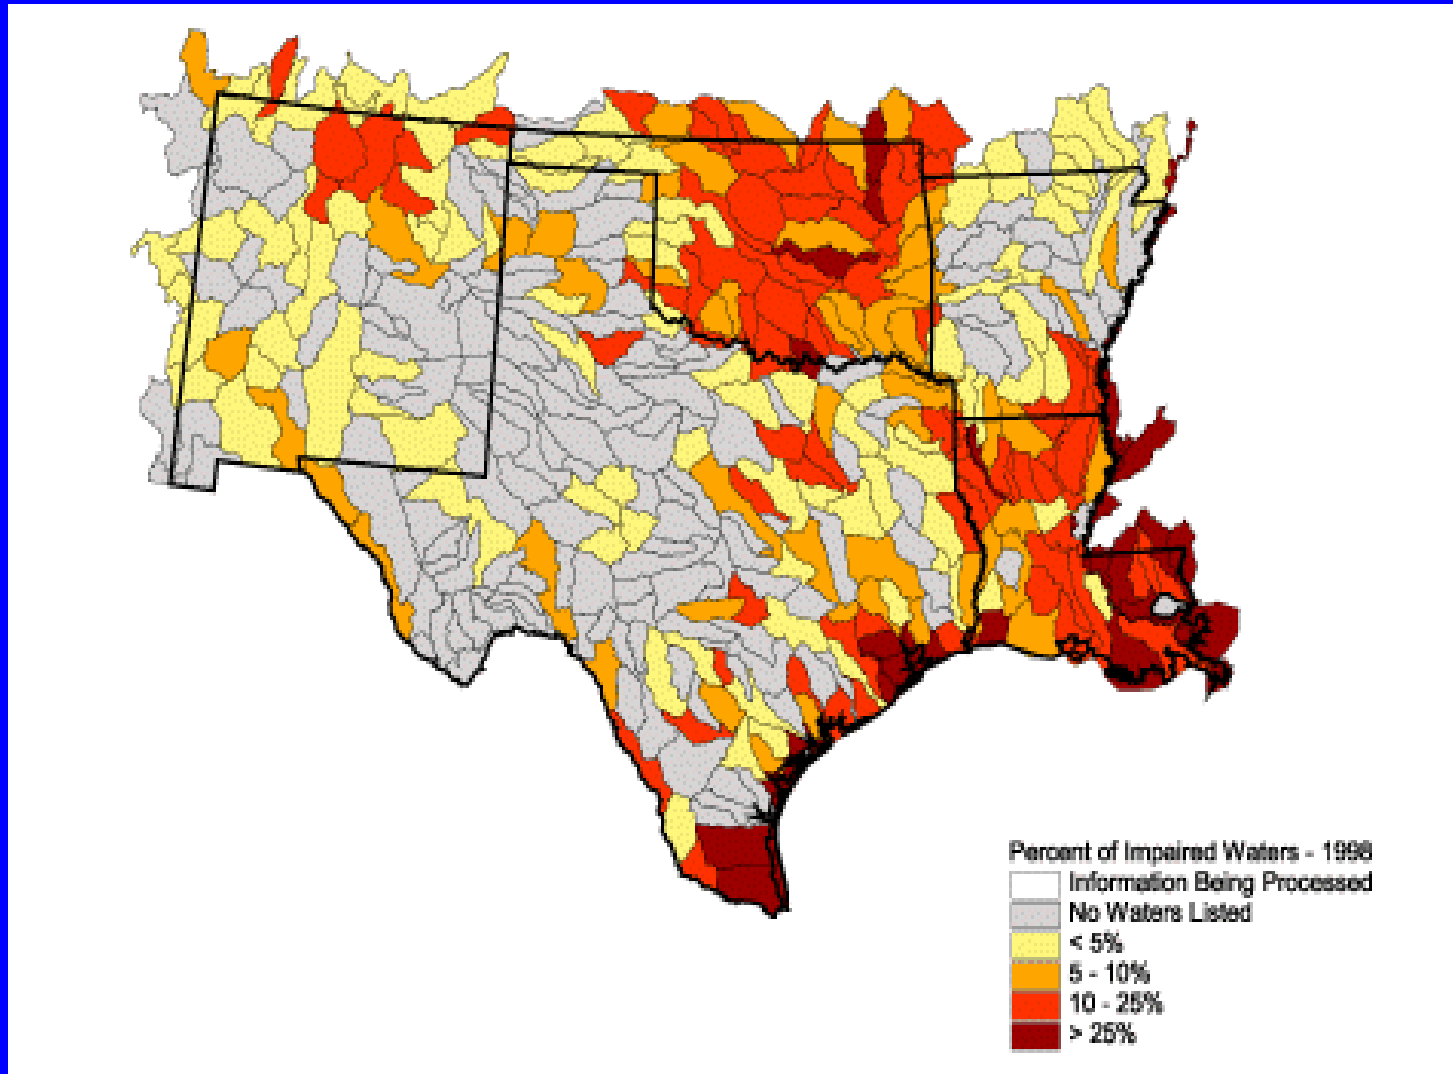 Percent of Impaired Waters - 1998
Information Being Processed
No Waters Listed
< 5%
5 - 10%
10 - 25%
> 25%